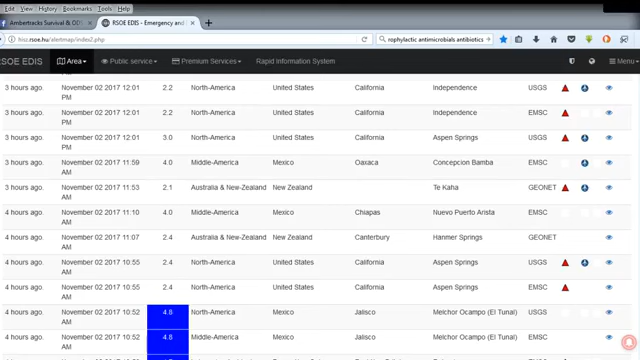 Edit View History Bookmarks Tools Help
Ambertracks Survival & OD
RSOE EDIS - Emergency and
hisz.rsoe.hu/alertmap/index2.php
rophylactic antimicrobials antibiotics
RSOE EDIS
Area
Public service
Premium Services
Rapid Information System
Menu
3 hours ago. November 02 2017 12:01 PM 2.2 North-America United States California Independence USGS
3 hours ago. November 02 2017 12:01 PM 2.2 North-America United States California Independence EMSC
3 hours ago. November 02 2017 12:01 PM 3.0 North-America United States California Aspen Springs USGS
3 hours ago. November 02 2017 11:59 AM 4.0 Middle-America Mexico Oaxaca Concepcion Bamba EMSC
3 hours ago. November 02 2017 11:53 AM 2.1 Australia & New-Zealand New Zealand Te Kaha GEONET
4 hours ago. November 02 2017 11:10 AM 4.0 Middle-America Mexico Chiapas Nuevo Puerto Arista EMSC
4 hours ago. November 02 2017 11:07 AM 2.4 Australia & New-Zealand New Zealand Canterbury Hanmer Springs GEONET
4 hours ago. November 02 2017 10:55 AM 2.4 North-America United States California Aspen Springs USGS
4 hours ago. November 02 2017 10:55 AM 2.4 North-America United States California Aspen Springs EMSC
4 hours ago. November 02 2017 10:52 AM 4.8 North-America Mexico Jalisco Melchor Ocampo (El Tunal) USGS
4 hours ago. November 02 2017 10:52 AM 4.8 Middle-America Mexico Jalisco Melchor Ocampo (El Tunal) EMSC